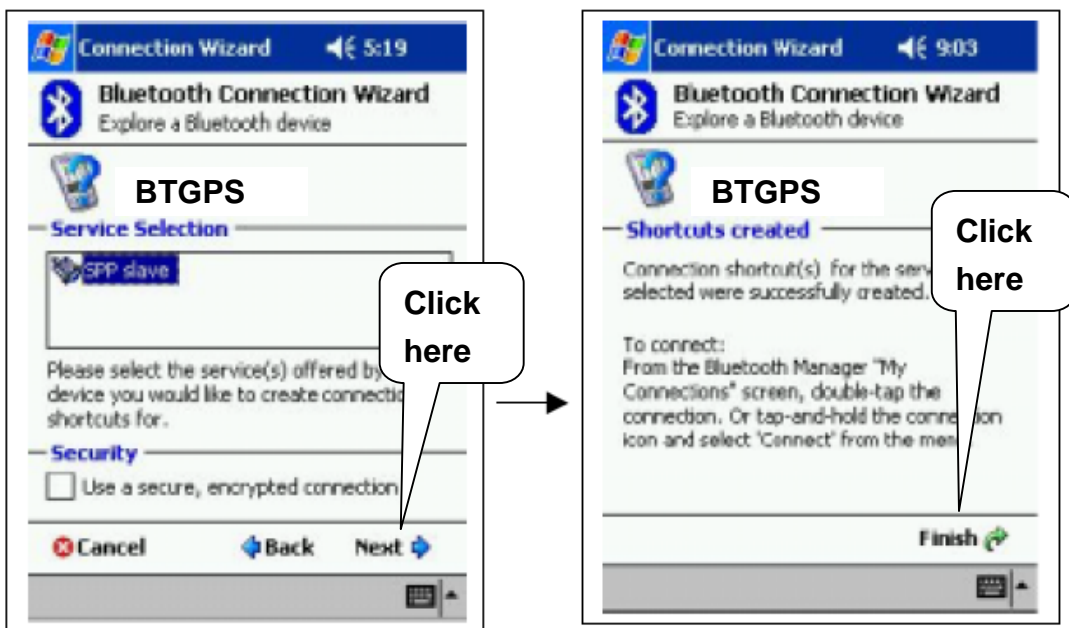 Connection Wizard 5:19
Bluetooth Connection Wizard
Explore a Bluetooth device
BTGPS
Service Selection
SPP slave
Click
here
Please select the service(s) offered by
device you would like to create connectio
shortcuts for.
Security
Use a secure, encrypted connection
Cancel Back Next
Connection Wizard 9:03
Bluetooth Connection Wizard
Explore a Bluetooth device
BTGPS
Shortcuts created
Click
here
Connection shortcut(s) for the serv
selected were successfully created.
To connect:
From the Bluetooth Manager "My
Connections" screen, double-tap the
connection. Or tap-and-hold the connection
icon and select 'Connect' from the men
Finish